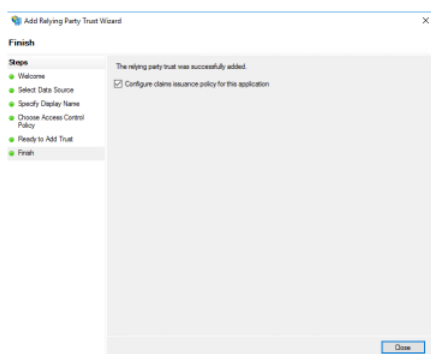 Add Relying Party Trust Wizard
Finish
Steps
Welcome
Select Data Source
Specify Display Name
Choose Access Control
Policy
Ready to Add Trust
Finish
The relying party trust was successfully added.
Configure claims issuance policy for this application
Close